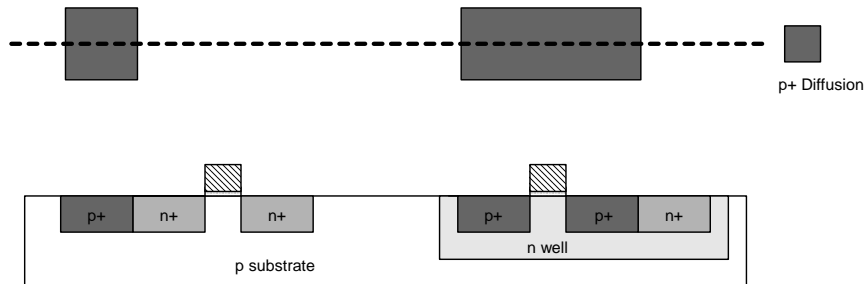 p+ Diffusion
p+ n+ n+ p+ p+ n+
n well
p substrate